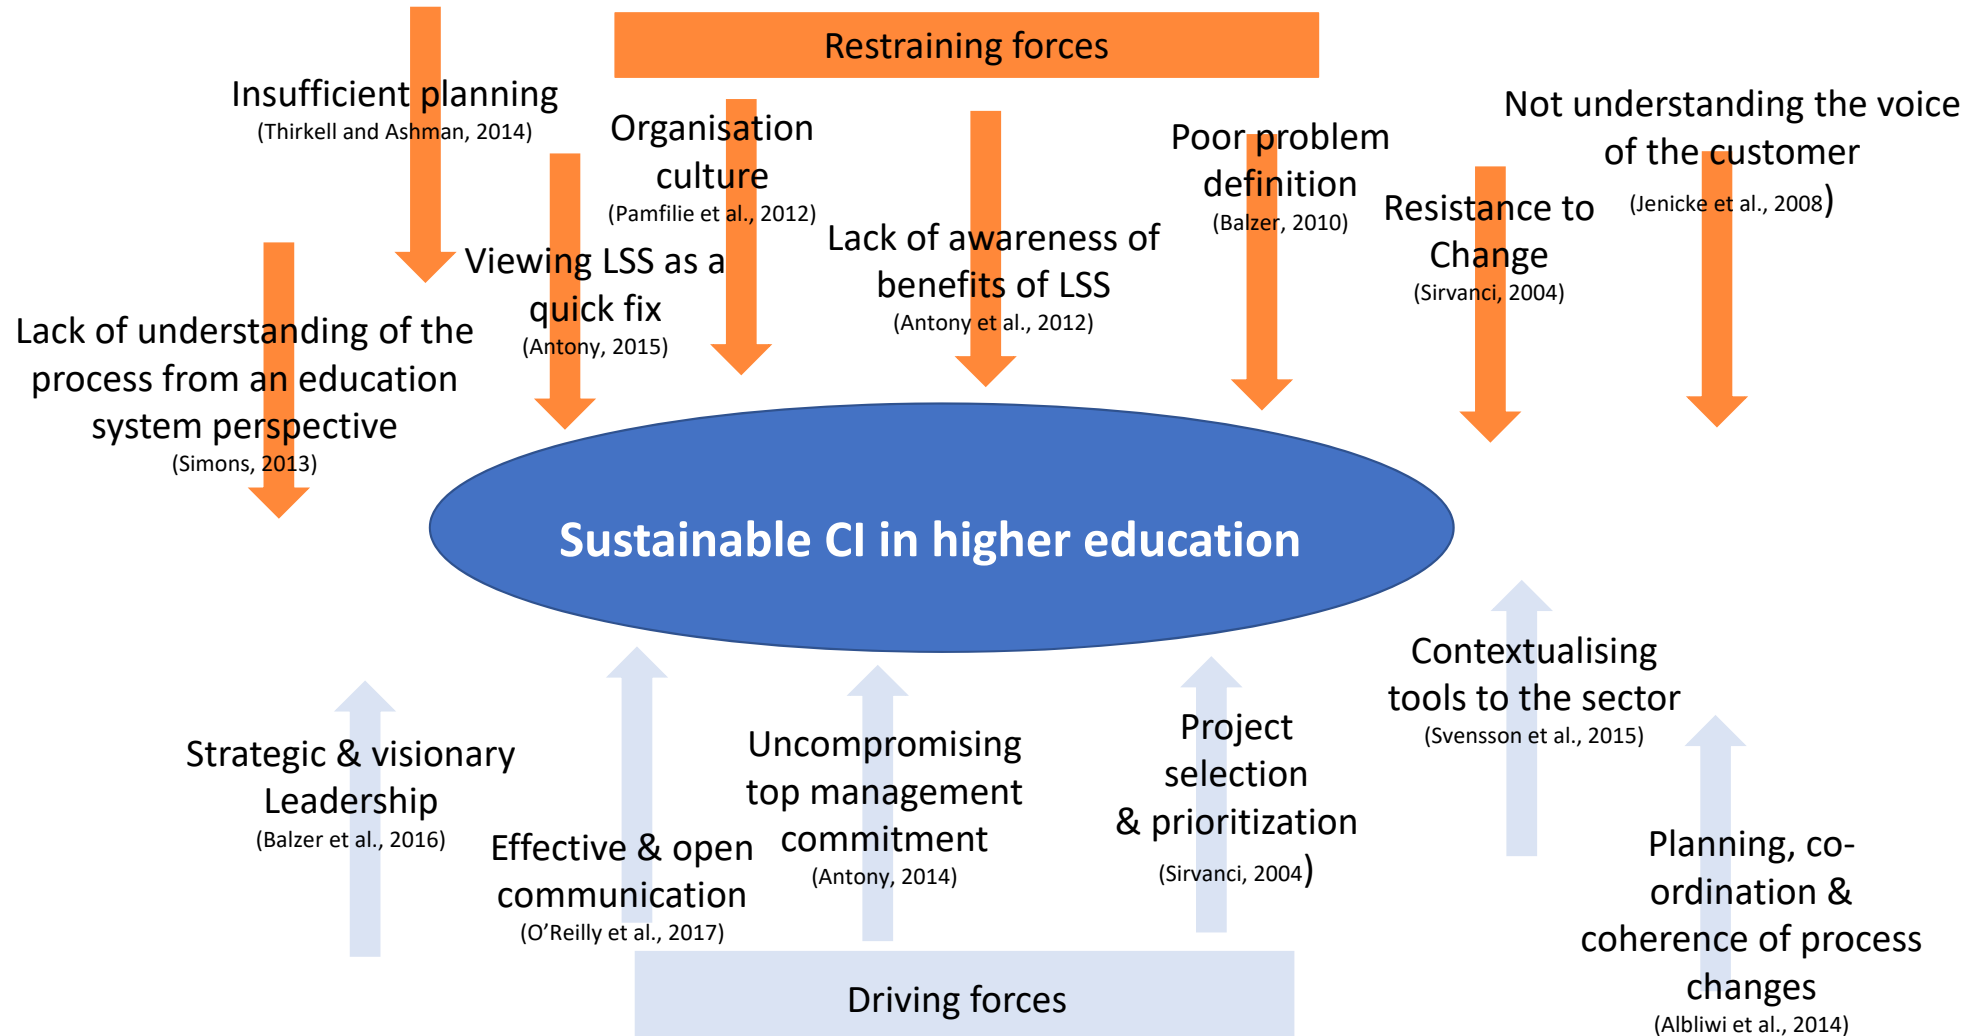 Restraining forces
Insufficient planning
(Thirkell and Ashman, 2014)
Organisation
culture
(Pamfilie et al., 2012)
Poor problem
definition
(Balzer, 2010)
Not understanding the voice
of the customer
(Jenicke et al., 2008)
Viewing LSS as a
quick fix
(Antony, 2015)
Lack of awareness of
benefits of LSS
(Antony et al., 2012)
Resistance to
Change
(Sirvanci, 2004)
Lack of understanding of the
process from an education
system perspective
(Simons, 2013)
Sustainable CI in higher education
Strategic & visionary
Leadership
(Balzer et al., 2016)
Effective & open
communication
(O’Reilly et al., 2017)
Uncompromising
top management
commitment
(Antony, 2014)
Project
selection
& prioritization
(Sirvanci, 2004)
Contextualising
tools to the sector
(Svensson et al., 2015)
Planning, co-
ordination &
coherence of process
changes
(Albliwi et al., 2014)
Driving forces